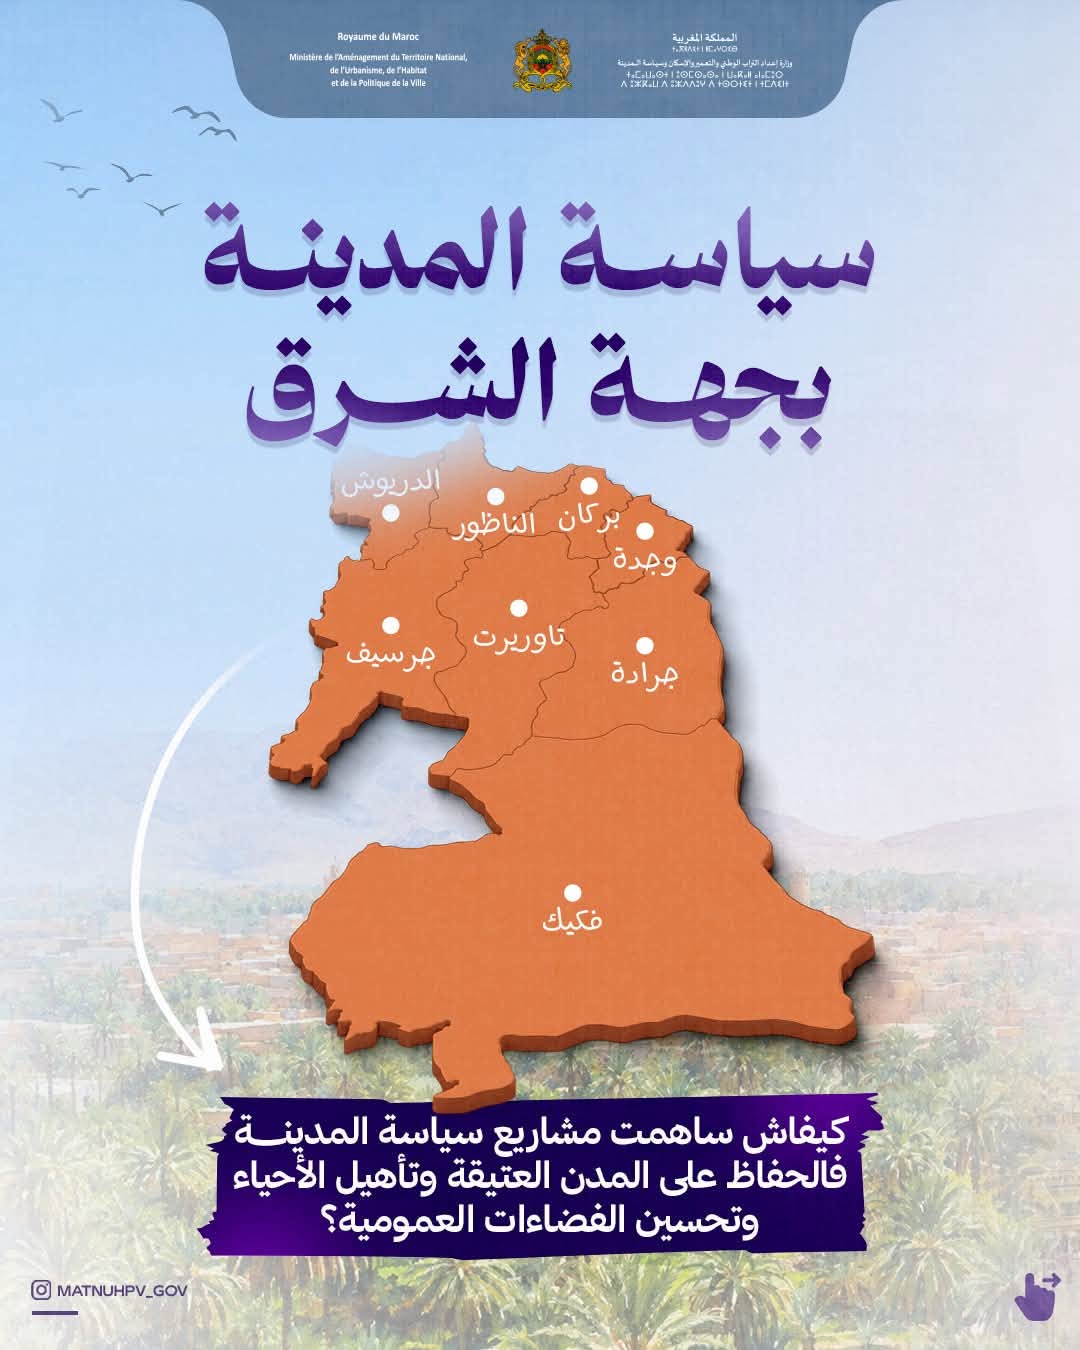 Royaume du Maroc
Ministère de l'Aménagement du Territoire National,
de l'Urbanisme, de l'Habitat
et de la Politique de la Ville
المملكة المغربية
ⵜⴰⴳⵍⴷⵉⵜ ⵏ ⵍⵎⵖⵔⵉⴱ
وزارة إعداد التراب الوطني والتعمير والإسكان وسياسة المدينة
سياسة المدينة
بجهة الشرق
الدريوش
الناظور
بركان
وجدة
جرسيف
تاوريرت
جرادة
فكيك
كيفاش ساهمت مشاريع سياسة المدينة
فالحفاظ على المدن العتيقة وتأهيل الأحياء
وتحسين الفضاءات العمومية؟
MATNUHPV_GOV